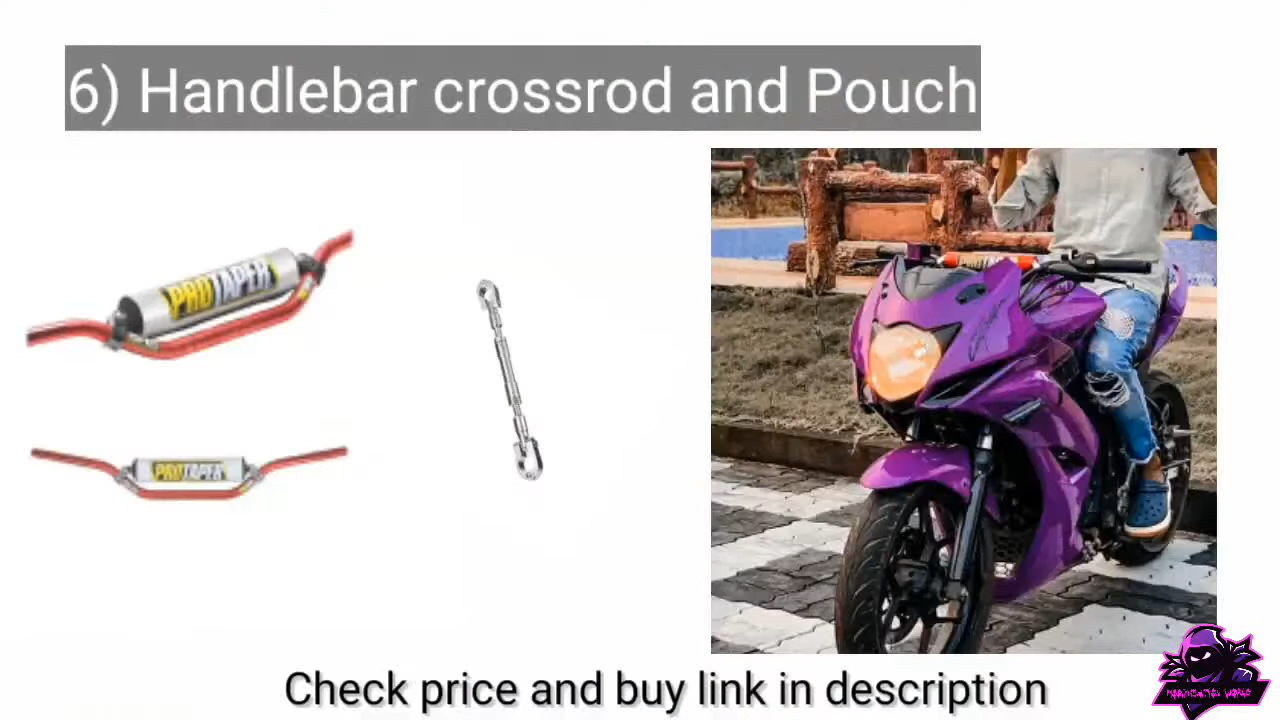 6) Handlebar crossrod and Pouch
PROTAPER
PROTAPER
Check price and buy link in description